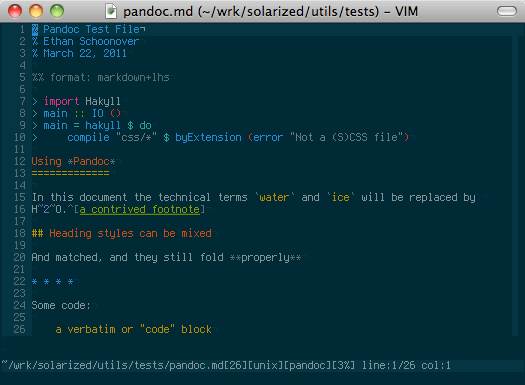 pandoc.md (~/wrk/solarized/utils/tests) - VIM
1 % Pandoc Test File¬
2 % Ethan Schoonover
3 % March 22, 2011
4
5 %% format: markdown+lhs
6
7 > import Hakyll
8 > main :: IO ()
9 > main = hakyll $ do
10 >     compile "css/*" $ byExtension (error "Not a (S)CSS file")
11
12 Using *Pandoc*
13 =============
14
15 In this document the technical terms `water` and `ice` will be replaced by
16 H~2~O.^[a contrived footnote]
17
18 ## Heading styles can be mixed
19
20 And matched, and they still fold **properly**
21
22 * * * *
23
24 Some code:
25
26     a verbatim or "code" block
~/wrk/solarized/utils/tests/pandoc.md[26][unix][pandoc][3%] line:1/26 col:1